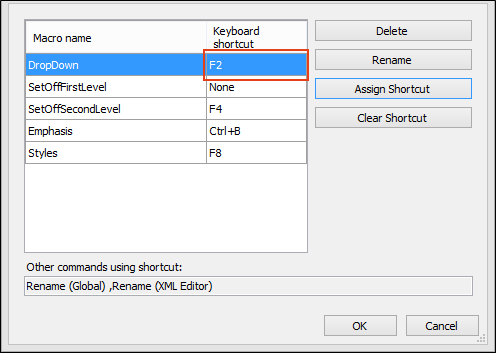 Macro name Keyboard shortcut
DropDown F2
SetOffFirstLevel None
SetOffSecondLevel F4
Emphasis Ctrl+B
Styles F8
Delete
Rename
Assign Shortcut
Clear Shortcut
Other commands using shortcut:
Rename (Global) ,Rename (XML Editor)
OK Cancel